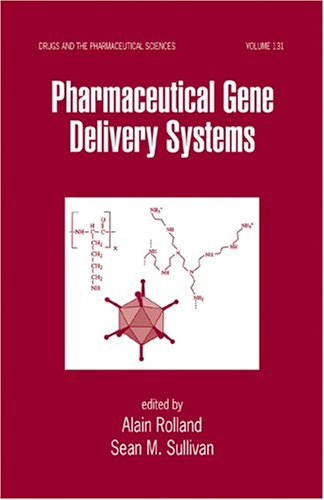 DRUGS AND THE PHARMACEUTICAL SCIENCES VOLUME 131
Pharmaceutical Gene
Delivery Systems
edited by
Alain Rolland
Sean M. Sullivan